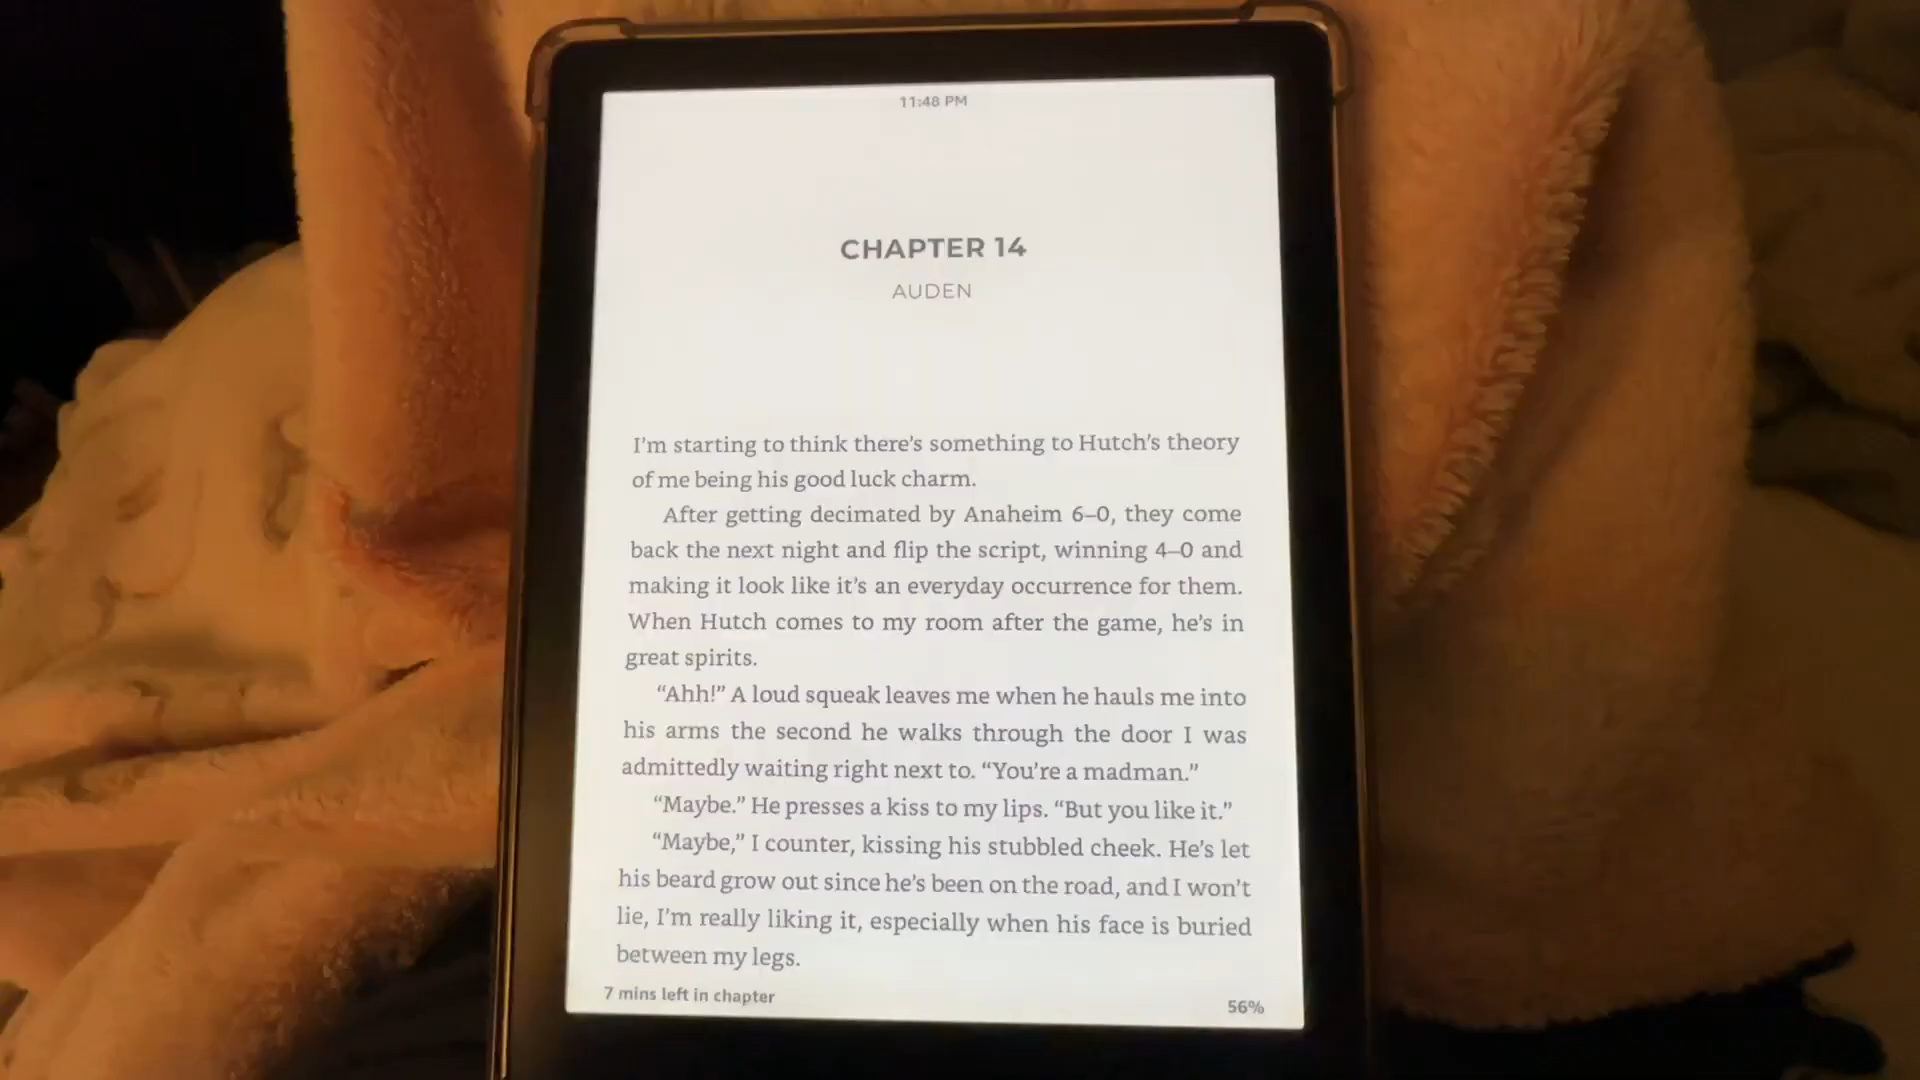 11:48 PM
CHAPTER 14
AUDEN
I'm starting to think there's something to Hutch's theory
of me being his good luck charm.
After getting decimated by Anaheim 6–0, they come
back the next night and flip the script, winning 4–0 and
making it look like it's an everyday occurrence for them.
When Hutch comes to my room after the game, he's in
great spirits.
“Ahh!” A loud squeak leaves me when he hauls me into
his arms the second he walks through the door I was
admittedly waiting right next to. “You're a madman.”
“Maybe.” He presses a kiss to my lips. “But you like it.”
“Maybe,” I counter, kissing his stubbled cheek. He's let
his beard grow out since he's been on the road, and I won't
lie, I'm really liking it, especially when his face is buried
between my legs.
7 mins left in chapter
56%